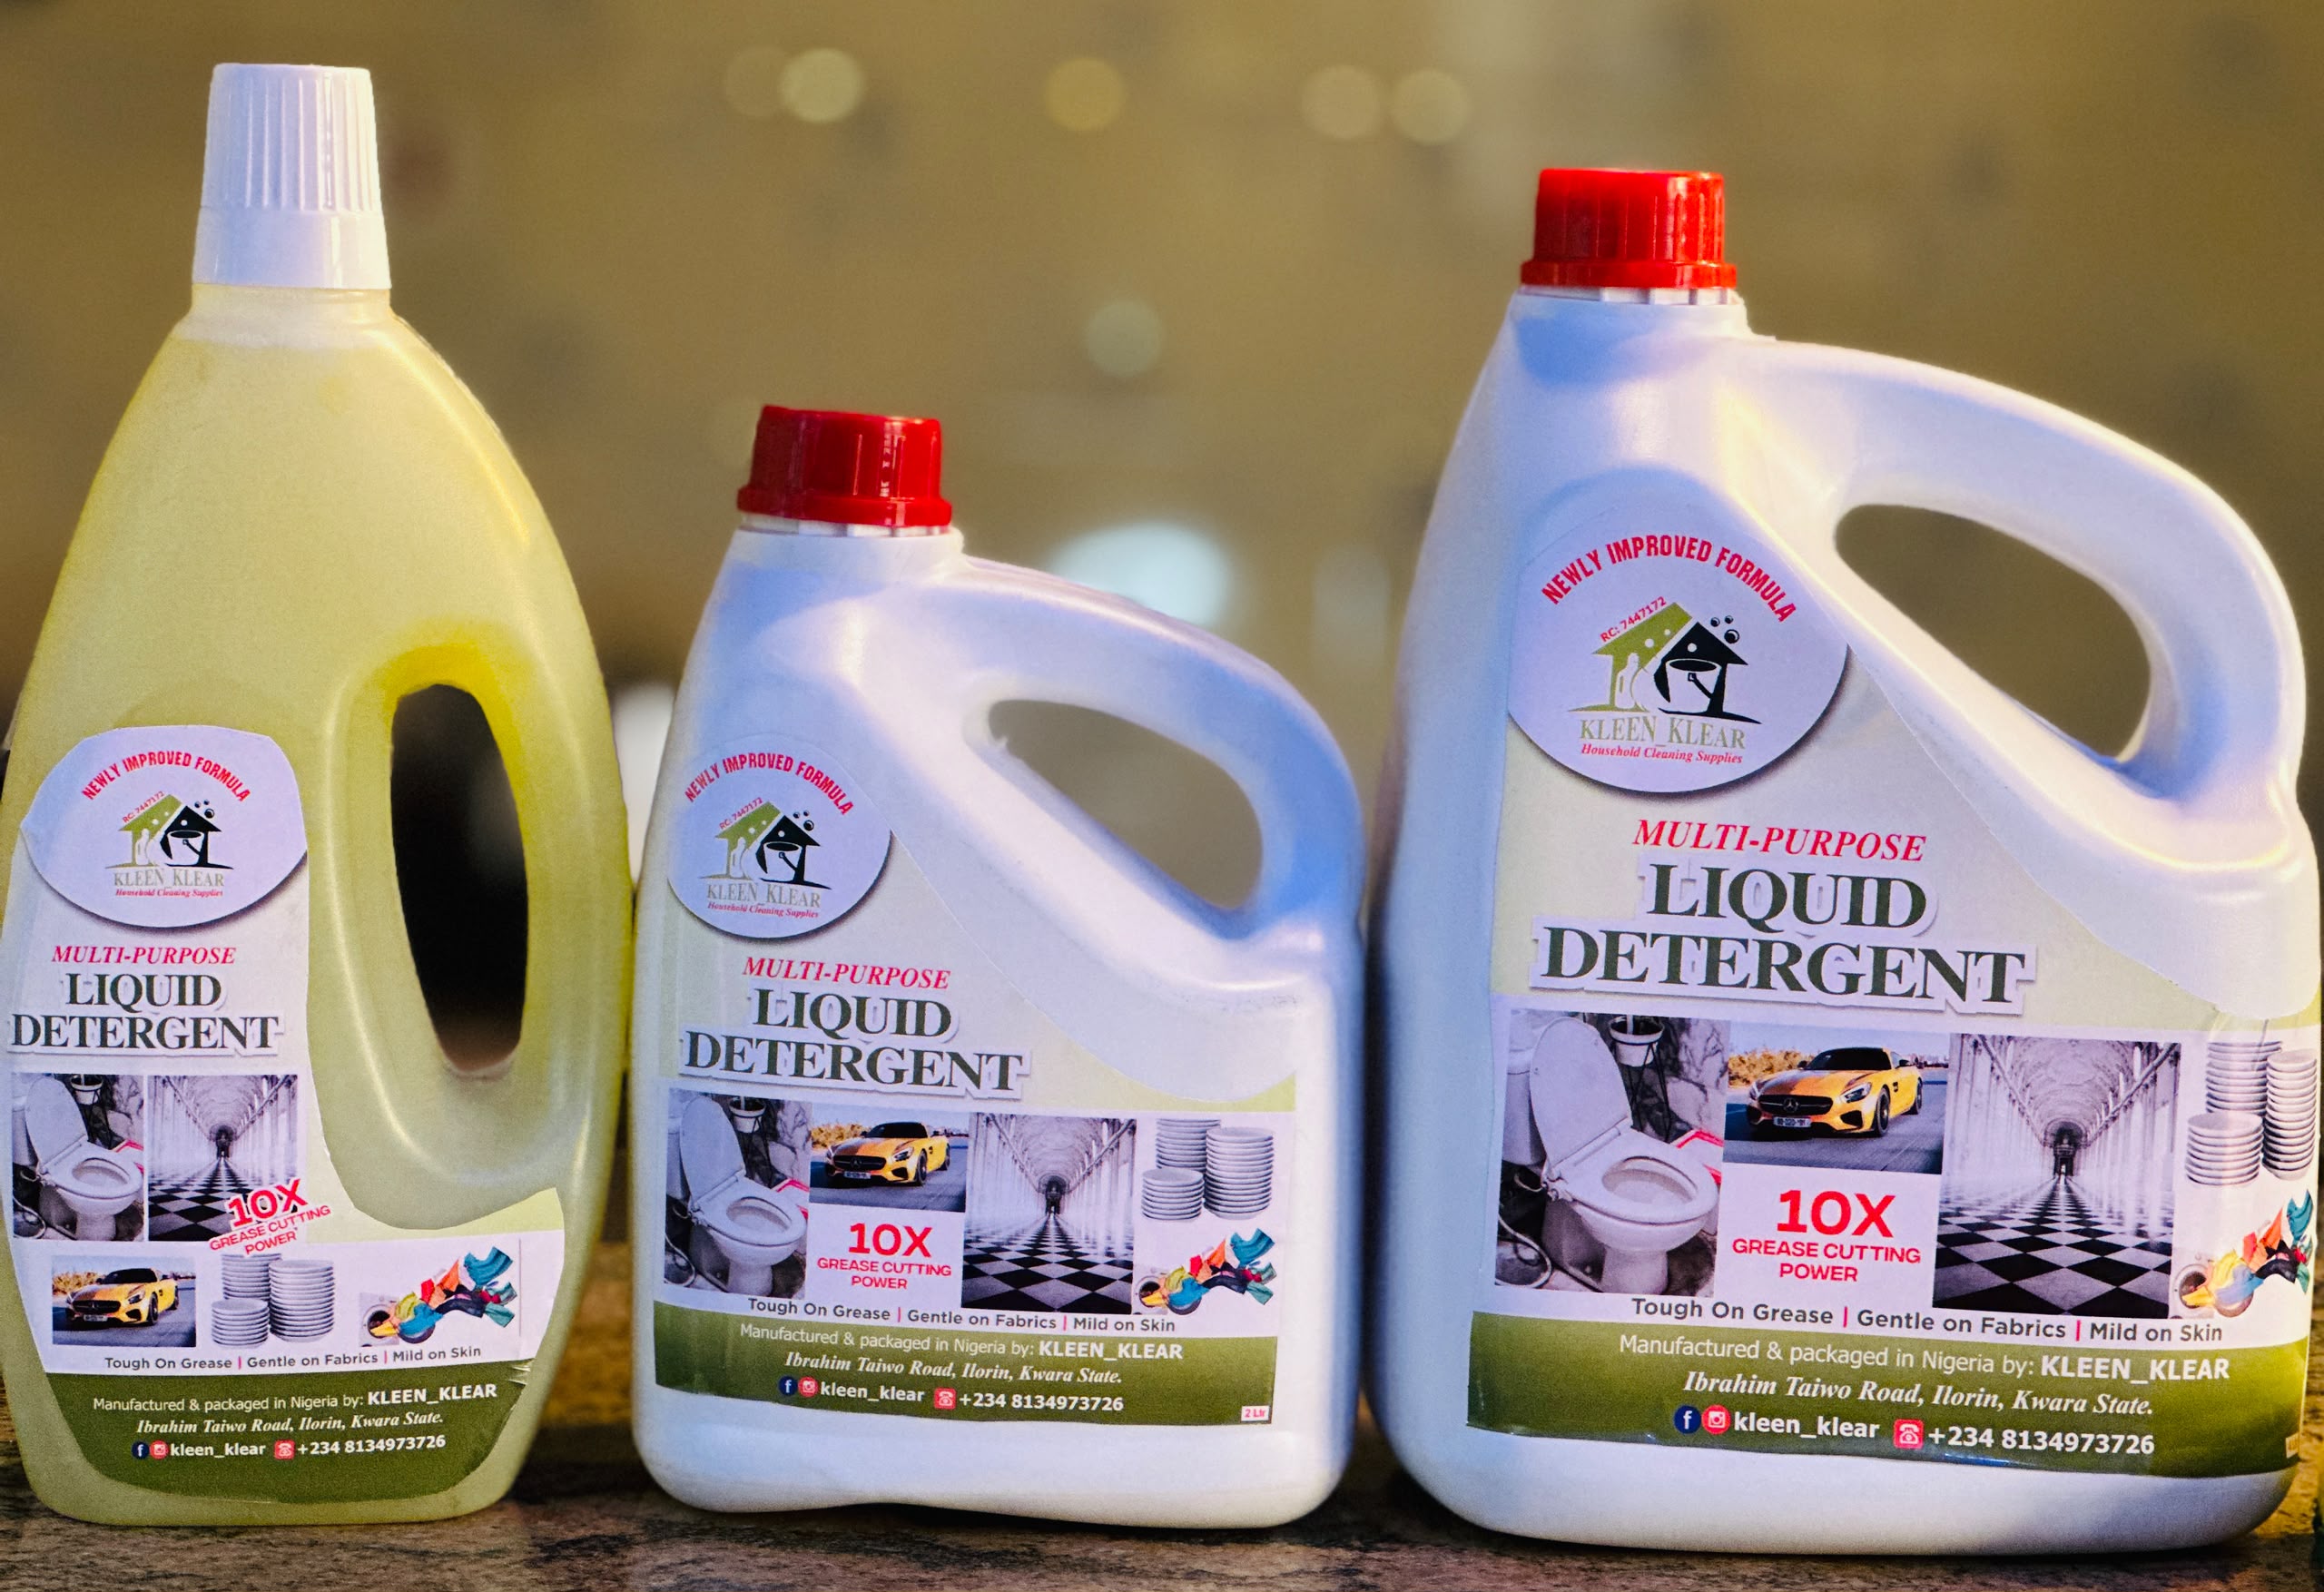 NEWLY IMPROVED FORMULA
RC: 7447172
KLEEN_KLEAR
Household Cleaning Supplies
MULTI-PURPOSE
LIQUID
DETERGENT
10X
GREASE CUTTING
POWER
Tough On Grease | Gentle on Fabrics | Mild on Skin
Manufactured & packaged in Nigeria by: KLEEN_KLEAR
Ibrahim Taiwo Road, Ilorin, Kwara State.
kleen_klear +234 8134973726
NEWLY IMPROVED FORMULA
RC: 7447172
KLEEN_KLEAR
Household Cleaning Supplies
MULTI-PURPOSE
LIQUID
DETERGENT
10X
GREASE CUTTING
POWER
Tough On Grease | Gentle on Fabrics | Mild on Skin
Manufactured & packaged in Nigeria by: KLEEN_KLEAR
Ibrahim Taiwo Road, Ilorin, Kwara State.
kleen_klear +234 8134973726
2 Ltr
NEWLY IMPROVED FORMULA
RC: 7447172
KLEEN_KLEAR
Household Cleaning Supplies
MULTI-PURPOSE
LIQUID
DETERGENT
10X
GREASE CUTTING
POWER
Tough On Grease | Gentle on Fabrics | Mild on Skin
Manufactured & packaged in Nigeria by: KLEEN_KLEAR
Ibrahim Taiwo Road, Ilorin, Kwara State.
kleen_klear +234 8134973726